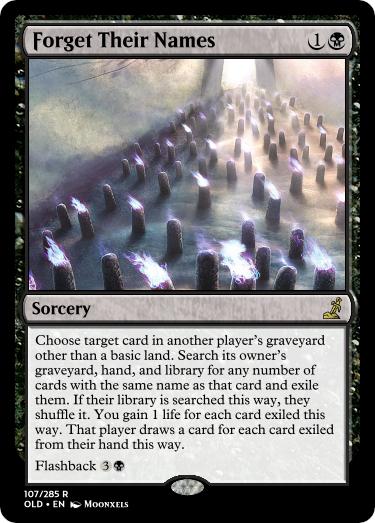 Forget Their Names 1
Sorcery
Choose target card in another player's graveyard
other than a basic land. Search its owner's
graveyard, hand, and library for any number of
cards with the same name as that card and exile
them. If their library is searched this way, they
shuffle it. You gain 1 life for each card exiled this
way. That player draws a card for each card exiled
from their hand this way.
Flashback 3
107/285 R
OLD • EN Moonxels